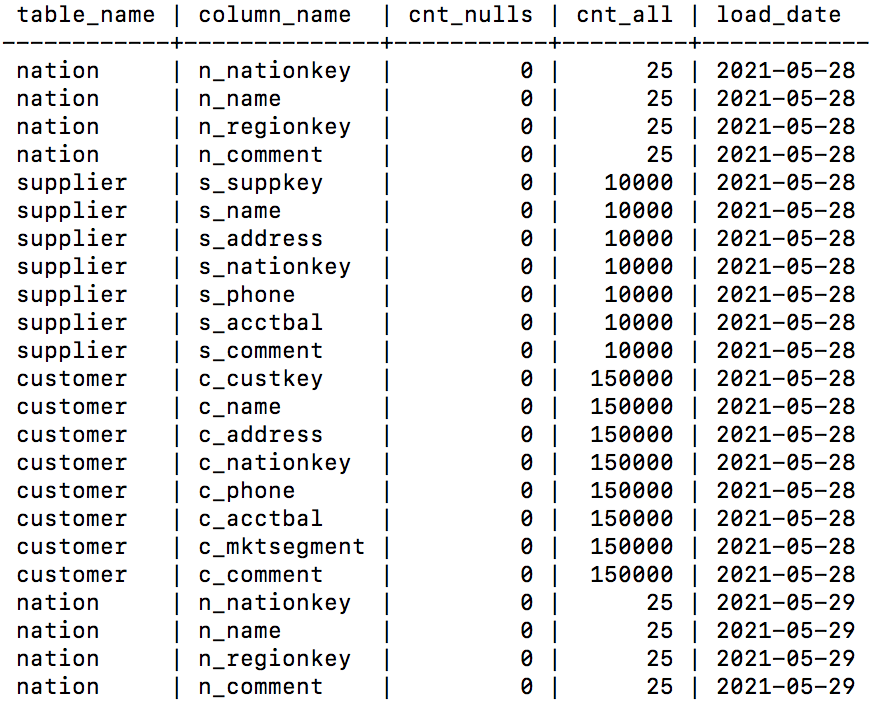 table_name | column_name  | cnt_nulls | cnt_all | load_date
------------+--------------+-----------+---------+------------
 nation     | n_nationkey  |         0 |      25 | 2021-05-28
 nation     | n_name       |         0 |      25 | 2021-05-28
 nation     | n_regionkey  |         0 |      25 | 2021-05-28
 nation     | n_comment    |         0 |      25 | 2021-05-28
 supplier   | s_suppkey    |         0 |   10000 | 2021-05-28
 supplier   | s_name       |         0 |   10000 | 2021-05-28
 supplier   | s_address    |         0 |   10000 | 2021-05-28
 supplier   | s_nationkey  |         0 |   10000 | 2021-05-28
 supplier   | s_phone      |         0 |   10000 | 2021-05-28
 supplier   | s_acctbal    |         0 |   10000 | 2021-05-28
 supplier   | s_comment    |         0 |   10000 | 2021-05-28
 customer   | c_custkey    |         0 |  150000 | 2021-05-28
 customer   | c_name       |         0 |  150000 | 2021-05-28
 customer   | c_address    |         0 |  150000 | 2021-05-28
 customer   | c_nationkey  |         0 |  150000 | 2021-05-28
 customer   | c_phone      |         0 |  150000 | 2021-05-28
 customer   | c_acctbal    |         0 |  150000 | 2021-05-28
 customer   | c_mktsegment |         0 |  150000 | 2021-05-28
 customer   | c_comment    |         0 |  150000 | 2021-05-28
 nation     | n_nationkey  |         0 |      25 | 2021-05-29
 nation     | n_name       |         0 |      25 | 2021-05-29
 nation     | n_regionkey  |         0 |      25 | 2021-05-29
 nation     | n_comment    |         0 |      25 | 2021-05-29